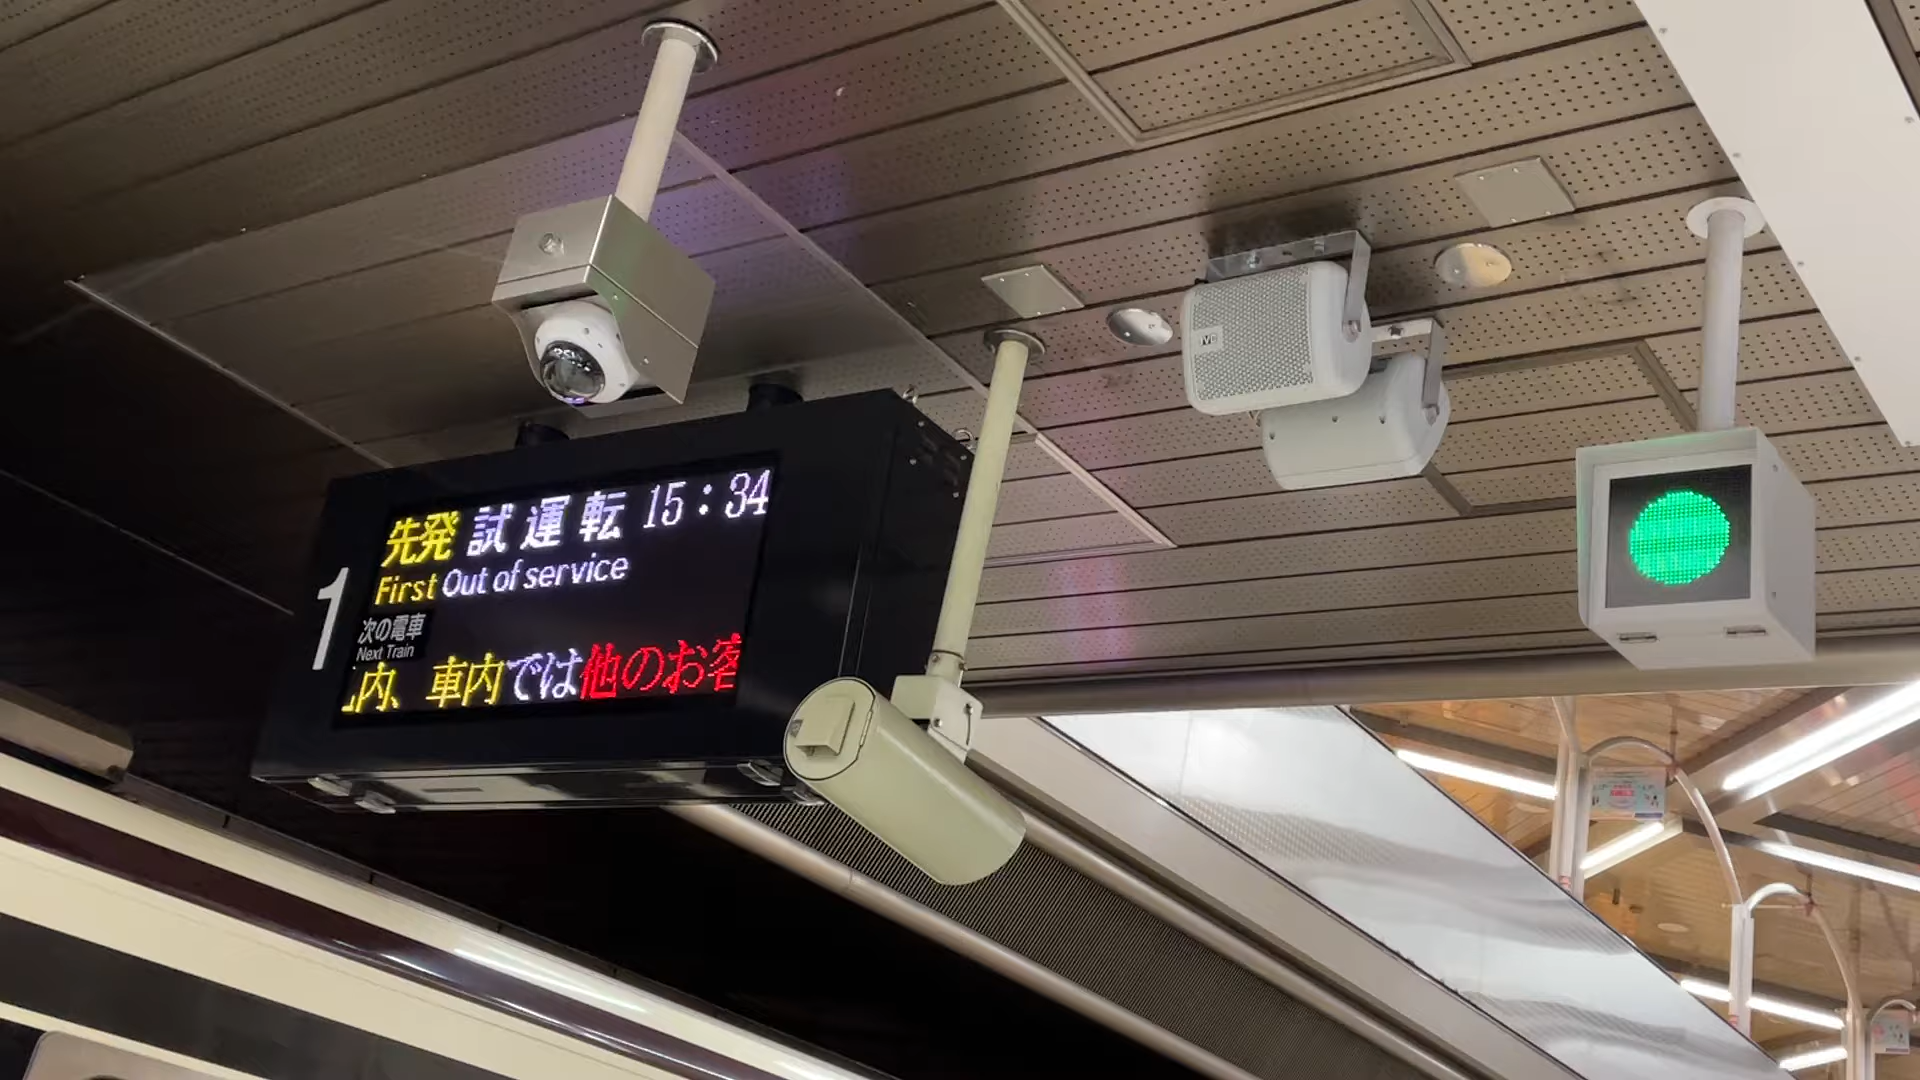 1
先発 試運転 15:34
First Out of service
次の電車
Next Train
内、車内では他のお客
JVC